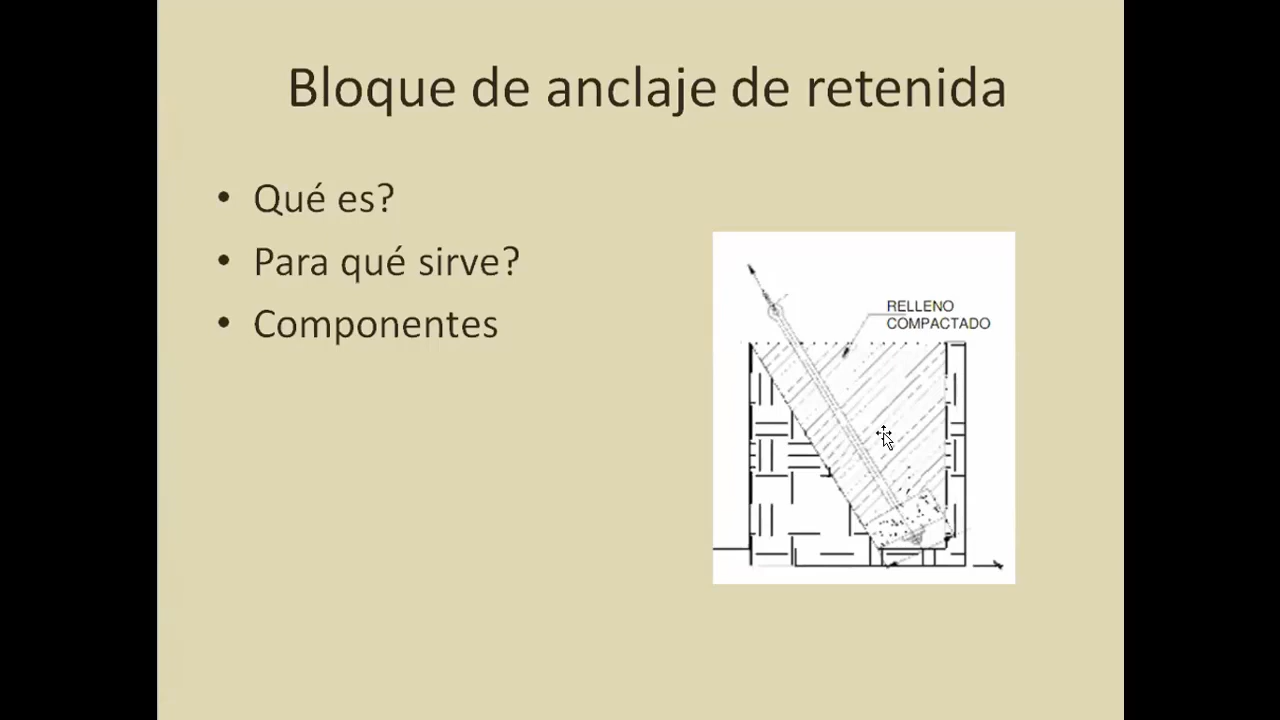 Bloque de anclaje de retenida
• Qué es?
• Para qué sirve?
• Componentes
RELLENO
COMPACTADO